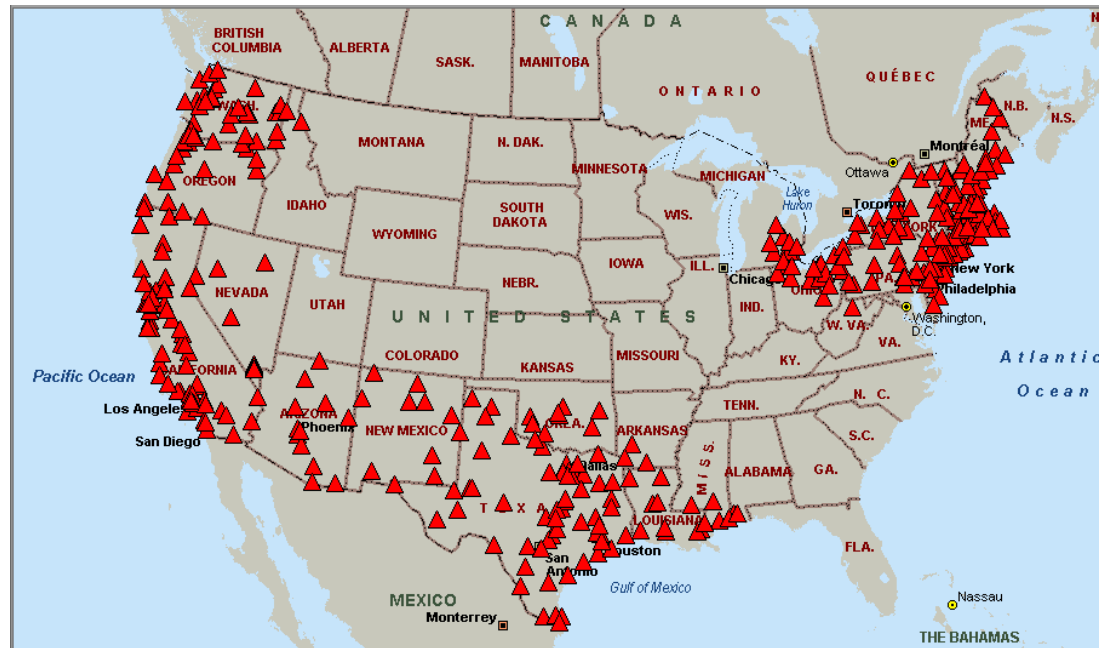 CANADA
BRITISH
COLUMBIA
ALBERTA
SASK.
MANITOBA
ONTARIO
QUÉBEC
N.B.
N.S.
ME.
WASH.
MONTANA
N. DAK.
MINNESOTA
MICHIGAN
Ottawa
Montréal
OREGON
IDAHO
SOUTH
DAKOTA
WIS.
Lake
Huron
Toronto
YORK
WYOMING
IOWA
ILL.
Chicago
New York
NEVADA
UTAH
NEBR.
IND.
OHIO
PA.
Philadelphia
UNITED STATES
W. VA.
Washington,
D.C.
VA.
COLORADO
KANSAS
MISSOURI
KY.
Atlantic
Ocean
Pacific Ocean
CALIFORNIA
Los Angeles
ARIZONA
Phoenix
NEW MEXICO
OKLA.
ARKANSAS
TENN.
N. C.
San Diego
S.C.
Dallas
MISS.
ALABAMA
GA.
TEXAS
LOUISIANA
Houston
San
Antonio
FLA.
Gulf of Mexico
MEXICO
Monterrey
Nassau
THE BAHAMAS